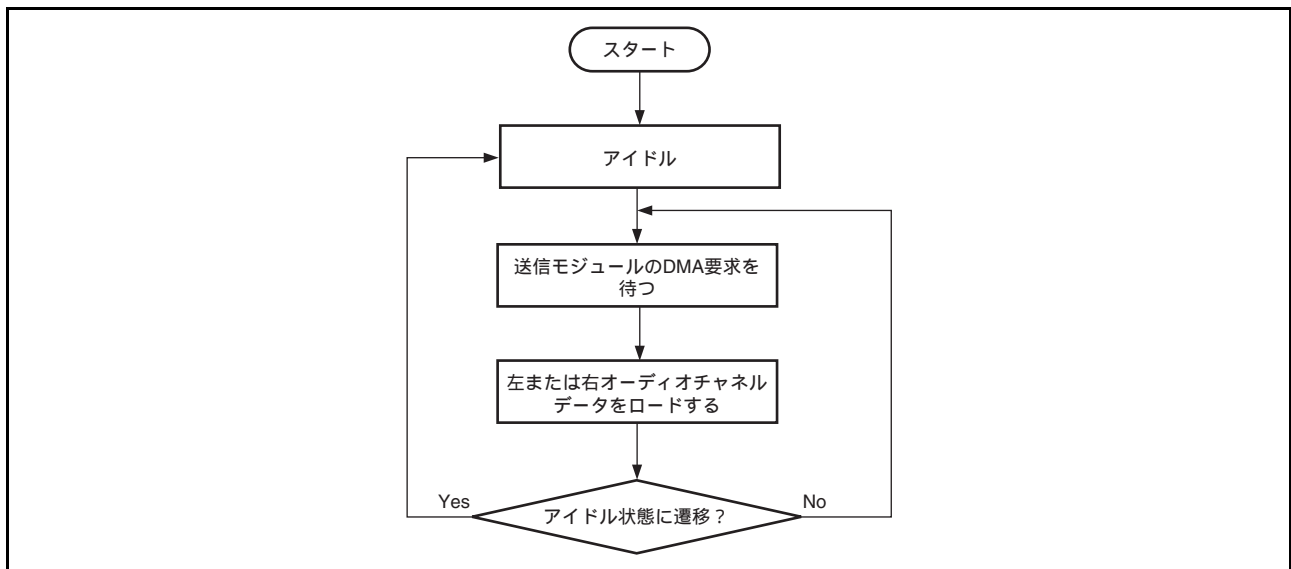 スタート
アイドル
送信モジュールのDMA要求を
待つ
左または右オーディオチャネル
データをロードする
Yes
アイドル状態に遷移？
No